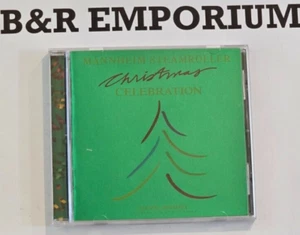 B&R EMPORIUM
MANNHEIM STEAMROLLER
Christmas
CELEBRATION